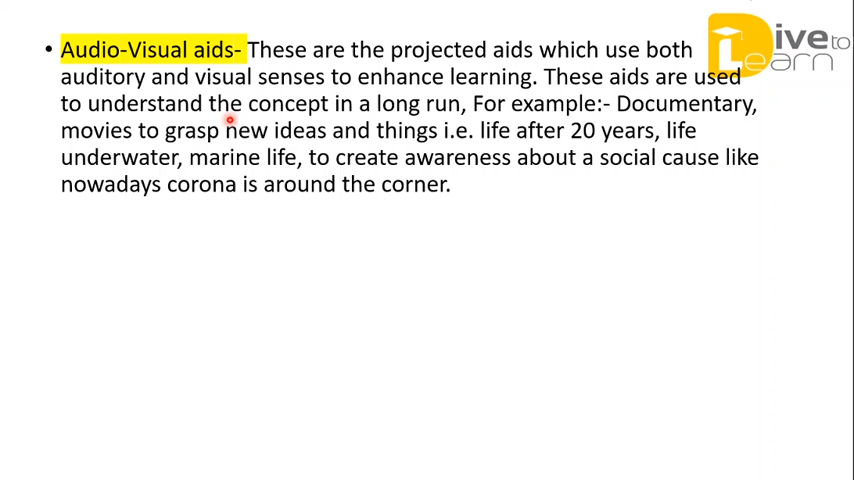 • Audio-Visual aids- These are the projected aids which use both
auditory and visual senses to enhance learning. These aids are used
to understand the concept in a long run, For example:- Documentary,
movies to grasp new ideas and things i.e. life after 20 years, life
underwater, marine life, to create awareness about a social cause like
nowadays corona is around the corner.
Dive to
Learn